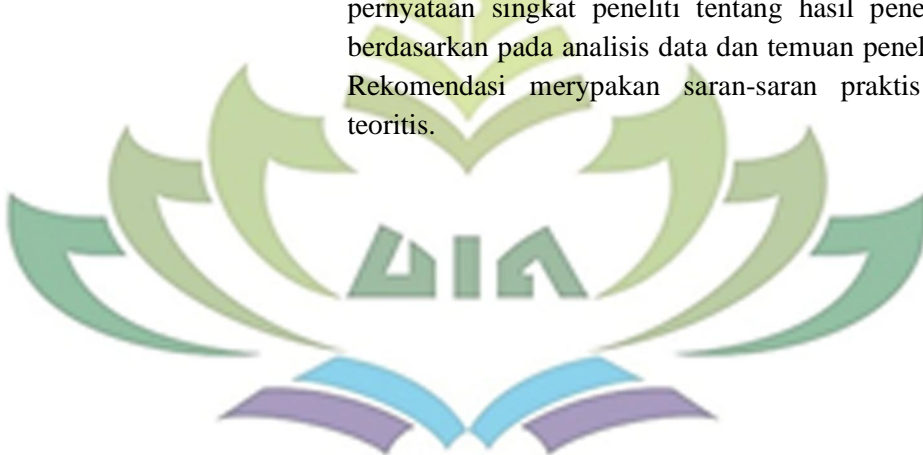 pernyataan singkat peneliti tentang hasil pene
berdasarkan pada analisis data dan temuan penel
Rekomendasi merypakan saran-saran praktis
teoritis.
UIN